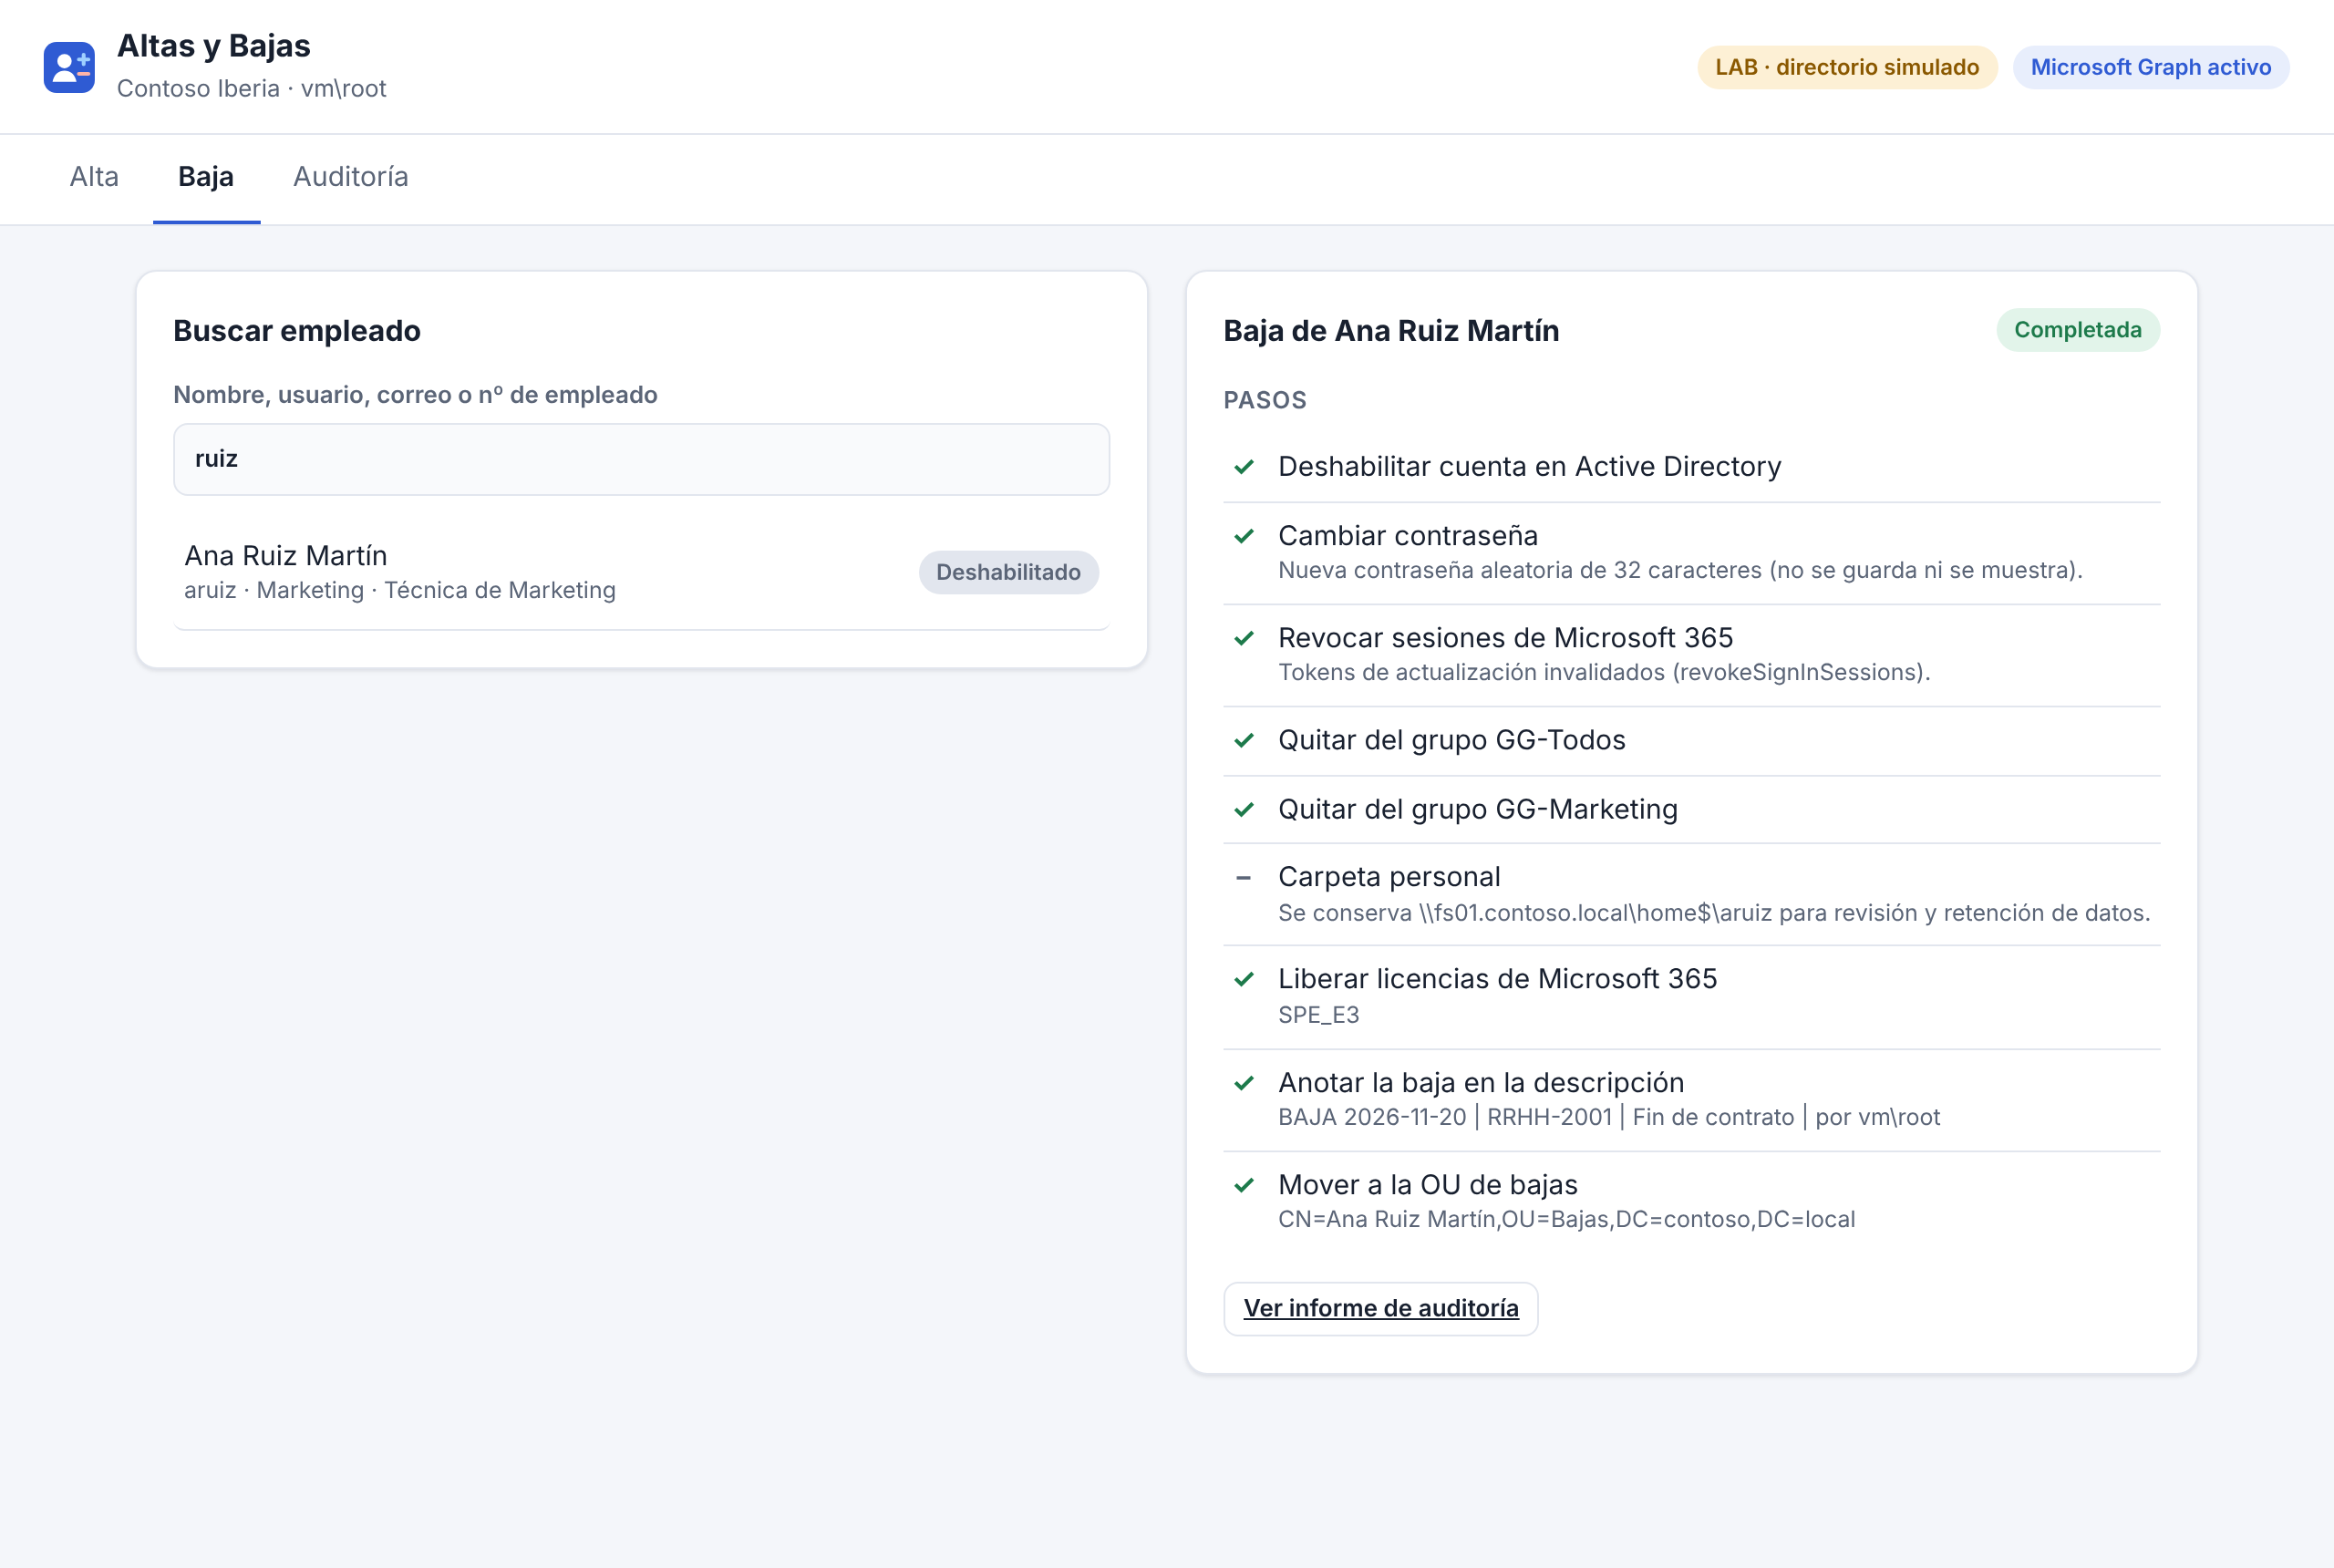 Altas y Bajas
Contoso Iberia · vm\root
LAB · directorio simulado
Microsoft Graph activo
Alta
Baja
Auditoría
Buscar empleado
Nombre, usuario, correo o nº de empleado
ruiz
Ana Ruiz Martín
aruiz · Marketing · Técnica de Marketing
Deshabilitado
Baja de Ana Ruiz Martín
Completada
PASOS
Deshabilitar cuenta en Active Directory
Cambiar contraseña
Nueva contraseña aleatoria de 32 caracteres (no se guarda ni se muestra).
Revocar sesiones de Microsoft 365
Tokens de actualización invalidados (revokeSignInSessions).
Quitar del grupo GG-Todos
Quitar del grupo GG-Marketing
Carpeta personal
Se conserva \\fs01.contoso.local\home$\aruiz para revisión y retención de datos.
Liberar licencias de Microsoft 365
SPE_E3
Anotar la baja en la descripción
BAJA 2026-11-20 | RRHH-2001 | Fin de contrato | por vm\root
Mover a la OU de bajas
CN=Ana Ruiz Martín,OU=Bajas,DC=contoso,DC=local
Ver informe de auditoría